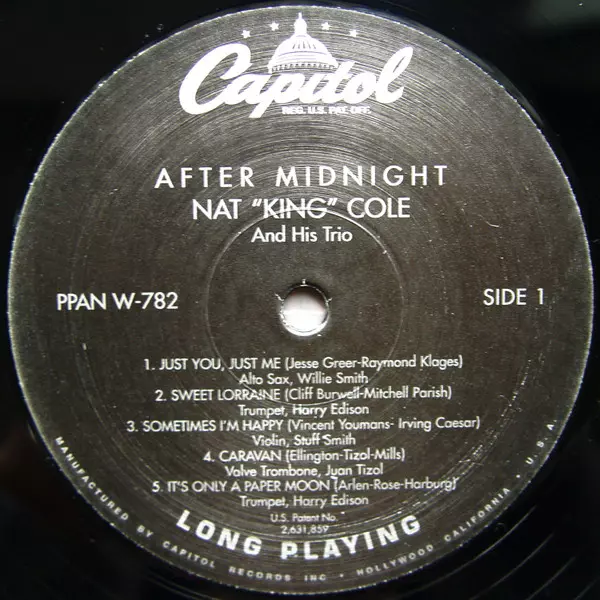 Capitol
REG. U.S. PAT. OFF.
AFTER MIDNIGHT
NAT "KING" COLE
And His Trio
PPAN W-782
SIDE 1
1. JUST YOU, JUST ME (Jesse Greer-Raymond Klages)
Alto Sax, Willie Smith
2. SWEET LORRAINE (Cliff Burwell-Mitchell Parish)
Trumpet, Harry Edison
3. SOMETIMES I'M HAPPY (Vincent Youmans- Irving Caesar)
Violin, Stuff Smith
4. CARAVAN (Ellington-Tizol-Mills)
Valve Trombone, Juan Tizol
5. IT'S ONLY A PAPER MOON (Arlen-Rose-Harburg)
Trumpet, Harry Edison
U.S. Patent No.
2,631,859
LONG PLAYING
MANUFACTURED BY CAPITOL RECORDS INC • HOLLYWOOD CALIFORNIA • U.S.A.